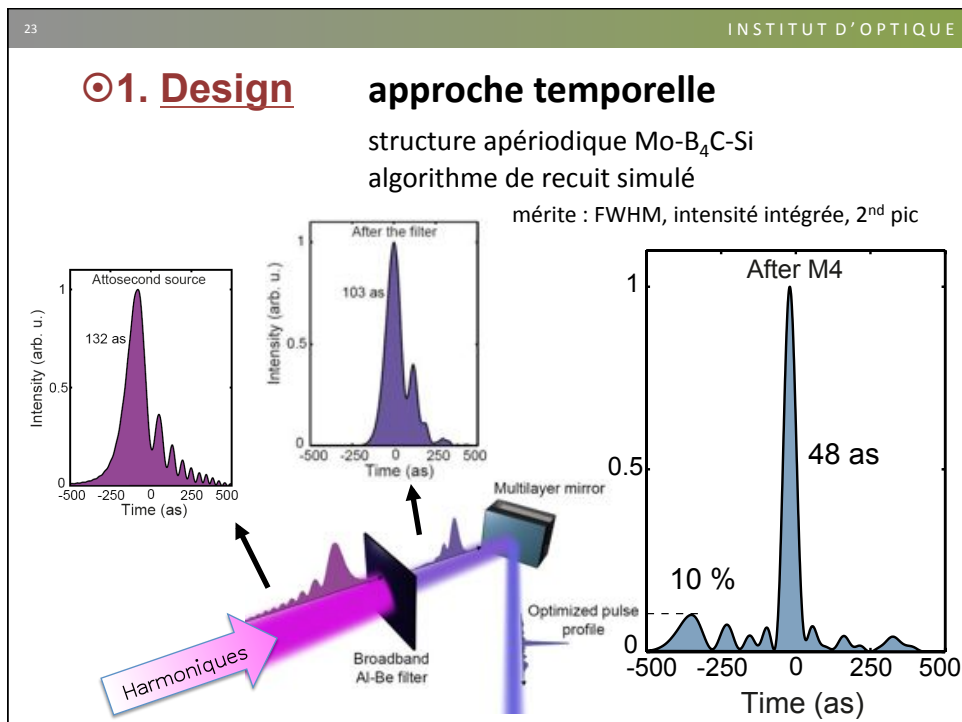 23
INSTITUT D'OPTIQUE
⊙1. Design approche temporelle
structure apériodique Mo-B₄C-Si
algorithme de recuit simulé
mérite : FWHM, intensité intégrée, 2ⁿᵈ pic
Attosecond source
132 as
Intensity (arb. u.)
1
0.5
0
-500 -250 0 250 500
Time (as)
After the filter
103 as
Intensity (arb. u.)
1
0.5
0
-500 -250 0 250 500
Time (as)
After M4
48 as
10 %
1
0.5
0
-500 -250 0 250 500
Time (as)
Multilayer mirror
Optimized pulse
profile
Broadband
Al-Be filter
Harmoniques